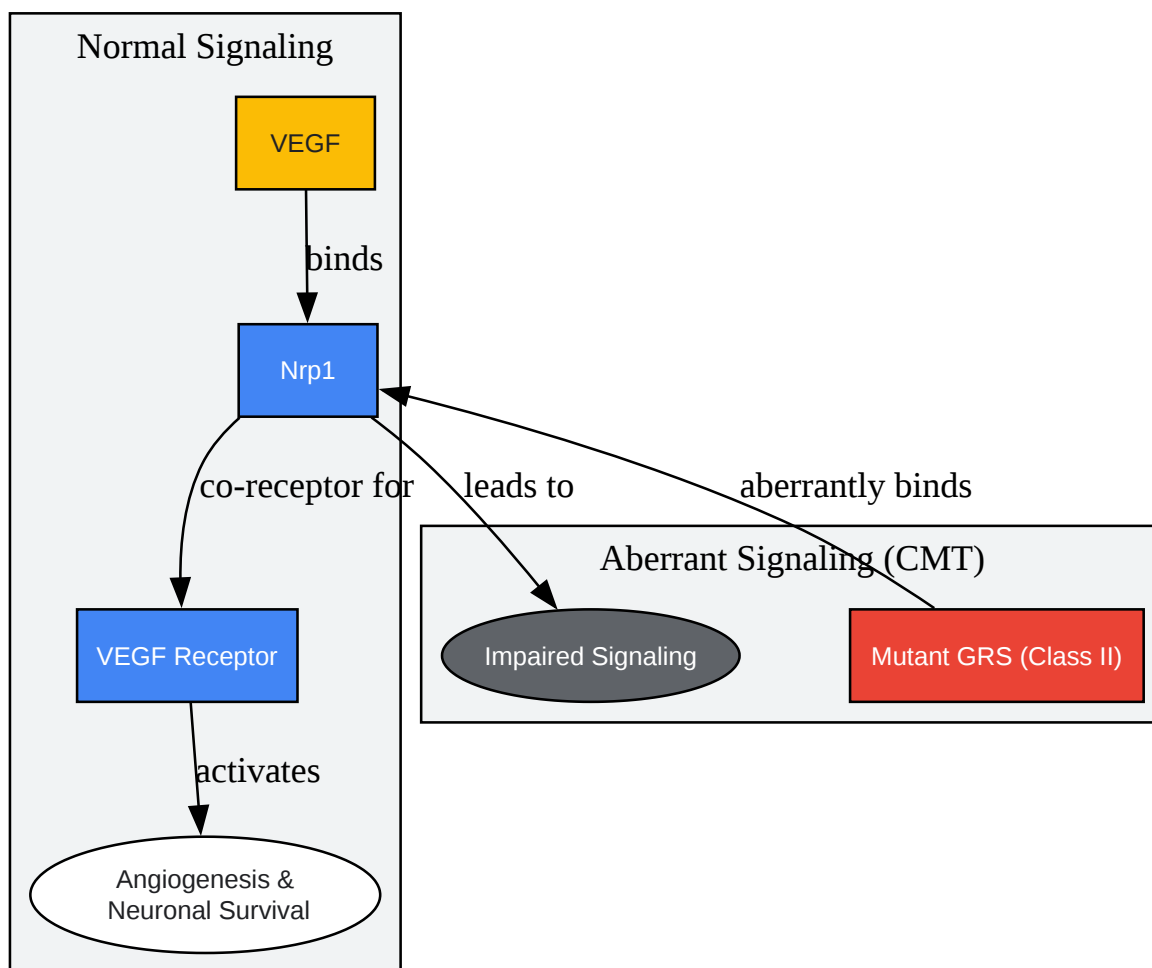 Normal Signaling
VEGF
binds
Nrp1
co-receptor for
leads to
aberrantly binds
Aberrant Signaling (CMT)
VEGF Receptor
Impaired Signaling
Mutant GRS (Class II)
activates
Angiogenesis &
Neuronal Survival